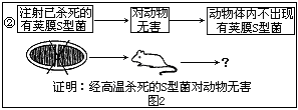 ②
注射已杀死的
有荚膜S型菌
对动物
无害
动物体内不出现
有荚膜S型菌
?
证明：经高温杀死的S型菌对动物无害
图2